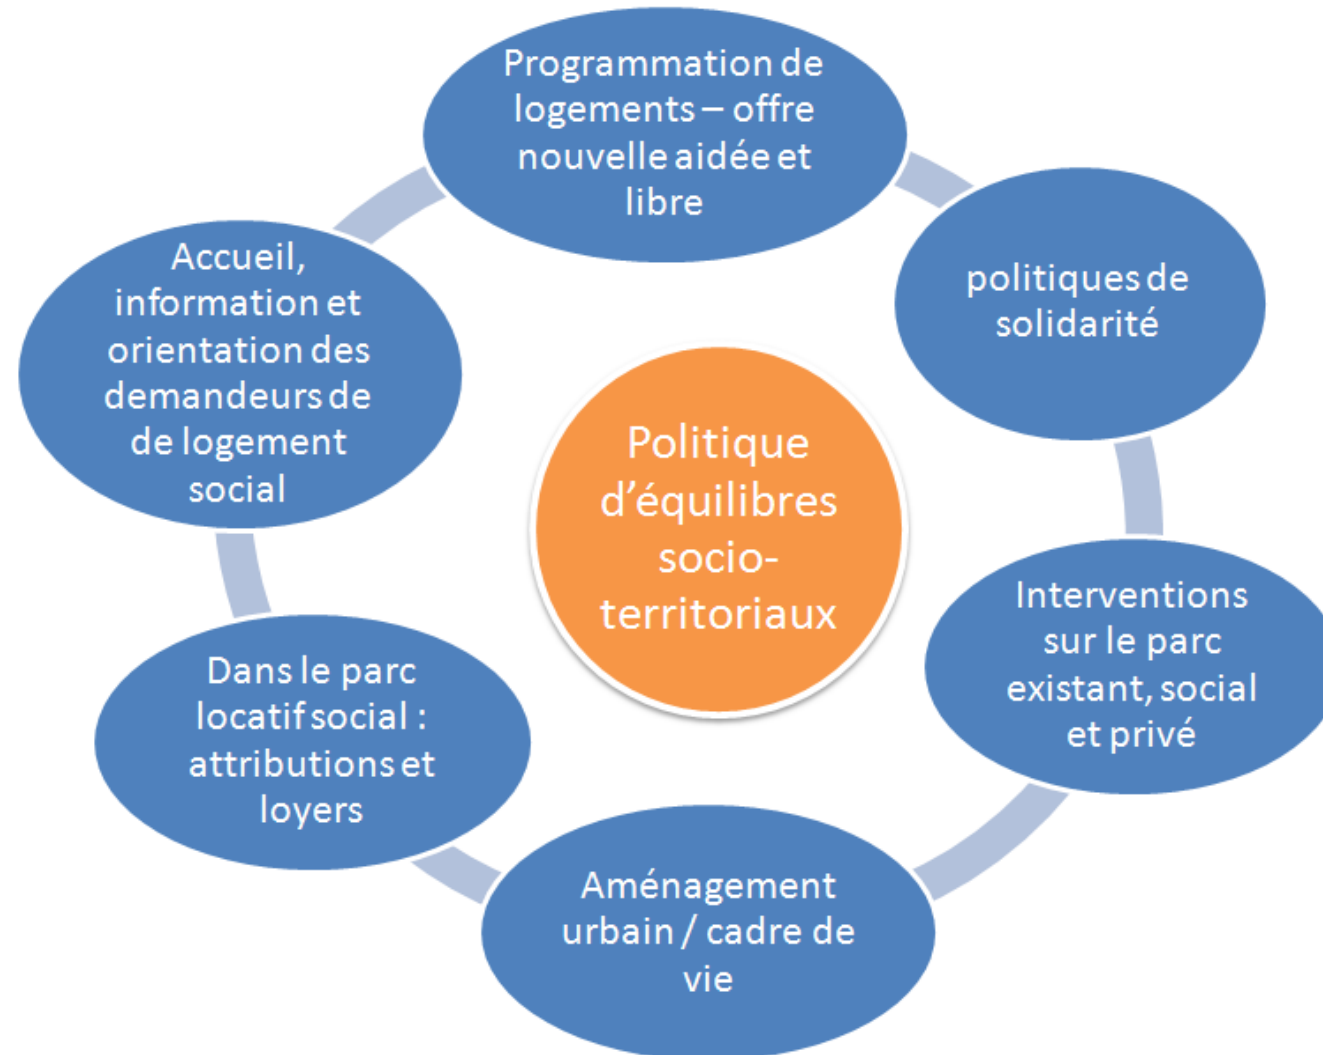 Programmation de
logements – offre
nouvelle aidée et
libre
politiques de
solidarité
Interventions
sur le parc
existant, social
et privé
Aménagement
urbain / cadre de
vie
Dans le parc
locatif social :
attributions et
loyers
Accueil,
information et
orientation des
demandeurs de
de logement
social
Politique
d’équilibres
socio-
territoriaux